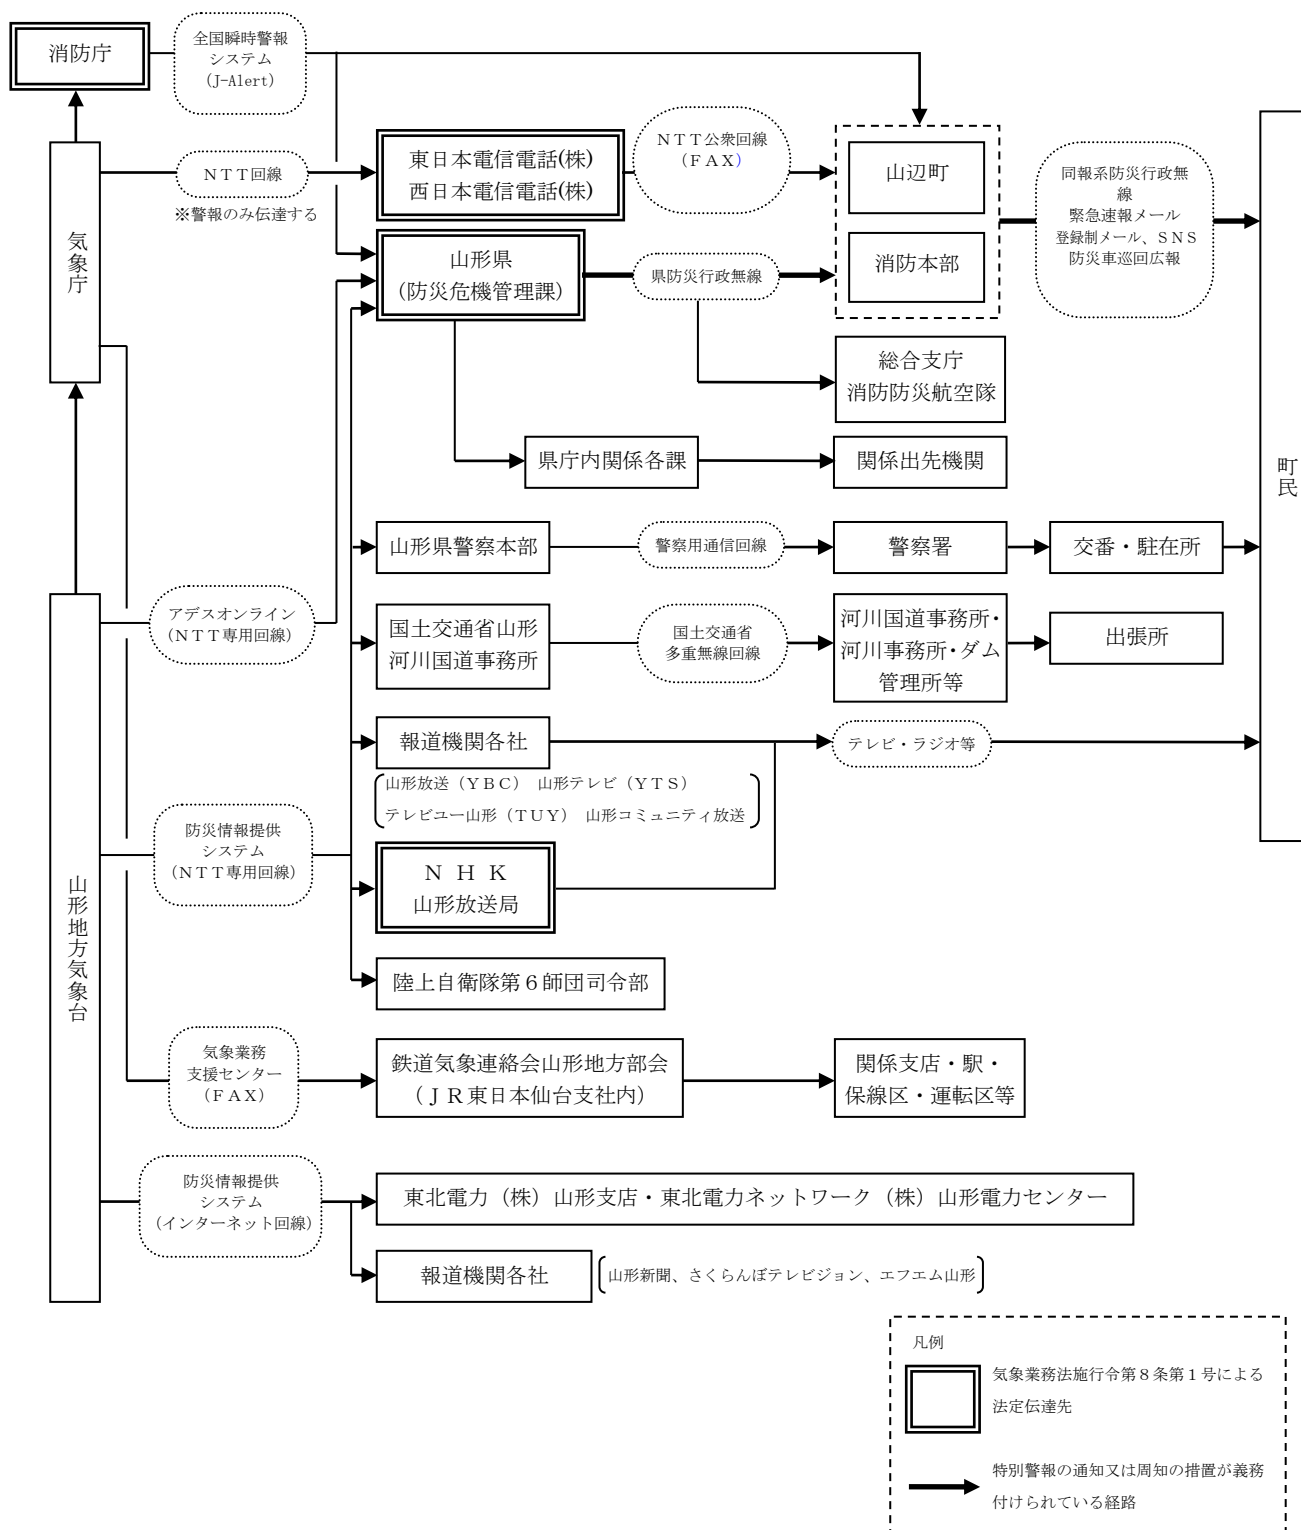 消防庁
全国瞬時警報
システム
(J-Alert)
NTT回線
※警報のみ伝達する
東日本電信電話(株)
西日本電信電話(株)
NTT公衆回線
(FAX)
山辺町
消防本部
同報系防災行政無
線
緊急速報メール
登録制メール、SNS
防災車巡回広報
気象庁
山形県
(防災危機管理課)
県防災行政無線
総合支庁
消防防災航空隊
県庁内関係各課
関係出先機関
町民
山形県警察本部
警察用通信回線
警察署
交番・駐在所
アデスオンライン
(NTT専用回線)
国土交通省山形
河川国道事務所
国土交通省
多重無線回線
河川国道事務所・
河川事務所・ダム
管理所等
出張所
報道機関各社
テレビ・ラジオ等
山形放送(YBC) 山形テレビ(YTS)
テレビユー山形(TUY) 山形コミュニティ放送
防災情報提供
システム
(NTT専用回線)
NHK
山形放送局
山形地方気象台
陸上自衛隊第6師団司令部
気象業務
支援センター
(FAX)
鉄道気象連絡会山形地方部会
(JR東日本仙台支社内)
関係支店・駅・
保線区・運転区等
防災情報提供
システム
(インターネット回線)
東北電力(株)山形支店・東北電力ネットワーク(株)山形電力センター
報道機関各社
山形新聞、さくらんぼテレビジョン、エフエム山形
凡例
気象業務法施行令第8条第1号による
法定伝達先
特別警報の通知又は周知の措置が義務
付けられている経路